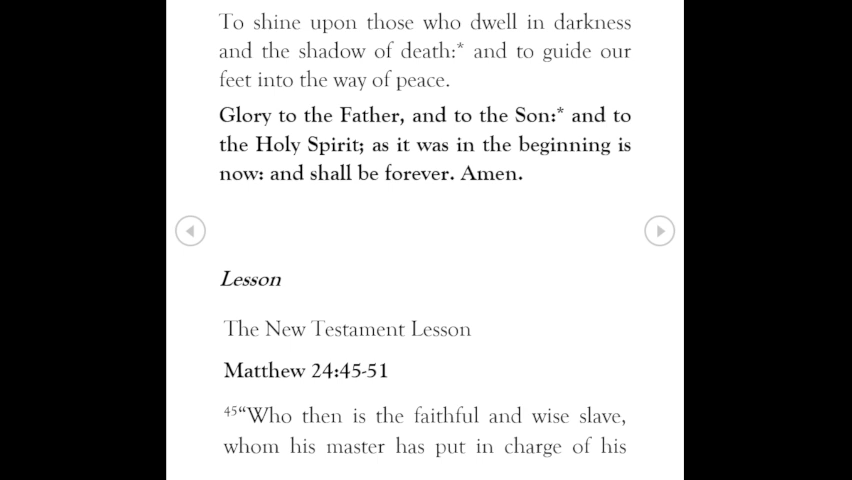 To shine upon those who dwell in darkness
and the shadow of death:* and to guide our
feet into the way of peace.
Glory to the Father, and to the Son:* and to
the Holy Spirit; as it was in the beginning is
now: and shall be forever. Amen.
Lesson
The New Testament Lesson
Matthew 24:45-51
45“Who then is the faithful and wise slave,
whom his master has put in charge of his